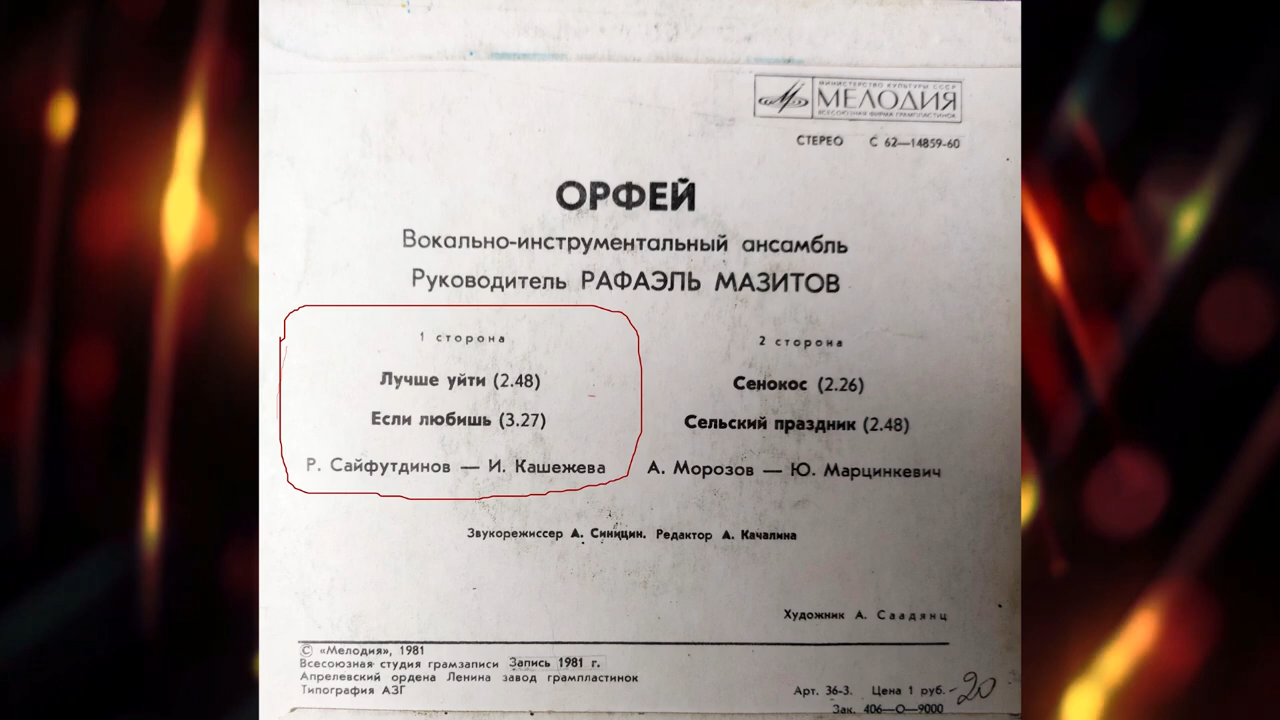 МИНИСТЕРСТВО КУЛЬТУРЫ СССР
МЕЛОДИЯ
ВСЕСОЮЗНАЯ ФИРМА ГРАМПЛАСТИНОК
СТЕРЕО С 62—14859-60
ОРФЕЙ
Вокально-инструментальный ансамбль
Руководитель РАФАЭЛЬ МАЗИТОВ
1 сторона
Лучше уйти (2.48)
Если любишь (3.27)
Р. Сайфутдинов — И. Кашежева
2 сторона
Сенокос (2.26)
Сельский праздник (2.48)
А. Морозов — Ю. Марцинкевич
Звукорежиссер А. Синицин. Редактор А. Качалина
Художник А. Саадянц
© «Мелодия», 1981
Всесоюзная студия грамзаписи Запись 1981 г.
Апрелевский ордена Ленина завод грампластинок
Типография АЗГ
Арт. 36-3. Цена 1 руб. -20
Зак. 406—О—9000